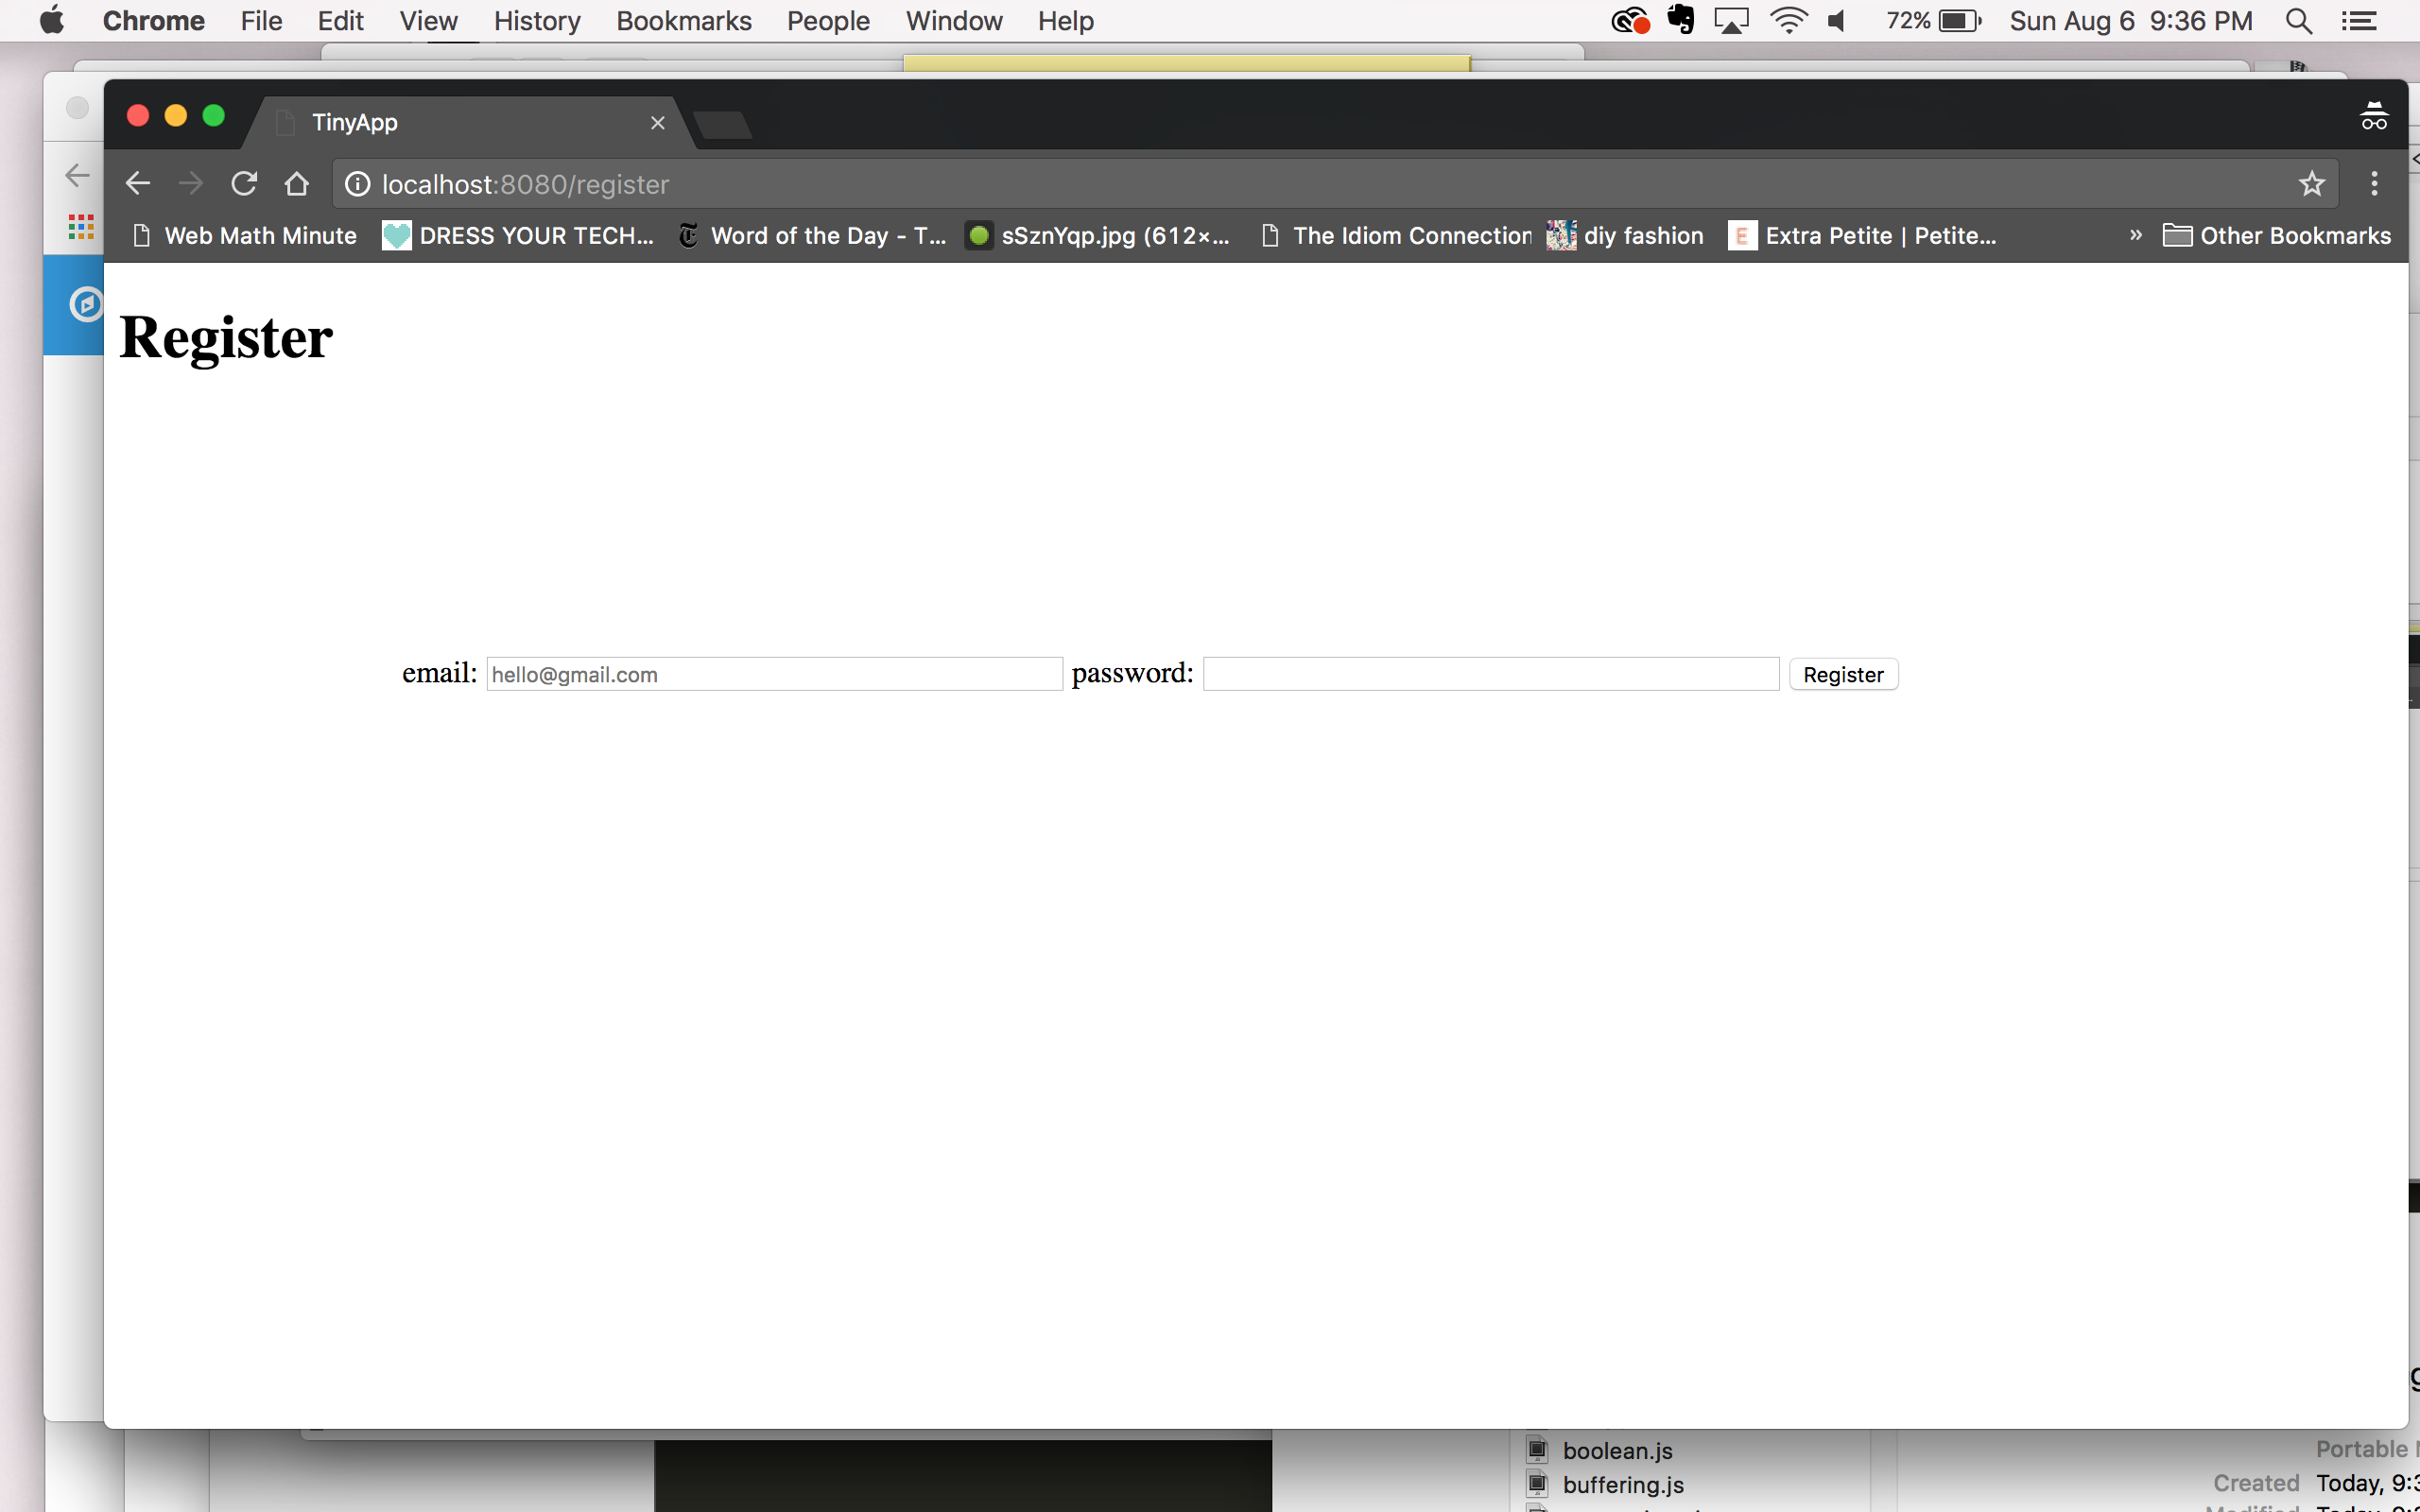 Chrome File Edit View History Bookmarks People Window Help 72% Sun Aug 6 9:36 PM
TinyApp
localhost:8080/register
Web Math Minute DRESS YOUR TECH... Word of the Day - T... sSznYqp.jpg (612×... The Idiom Connection diy fashion E Extra Petite | Petite... » Other Bookmarks
Register
email: hello@gmail.com password: Register
boolean.js Portable
buffering.js Created Today, 9:3